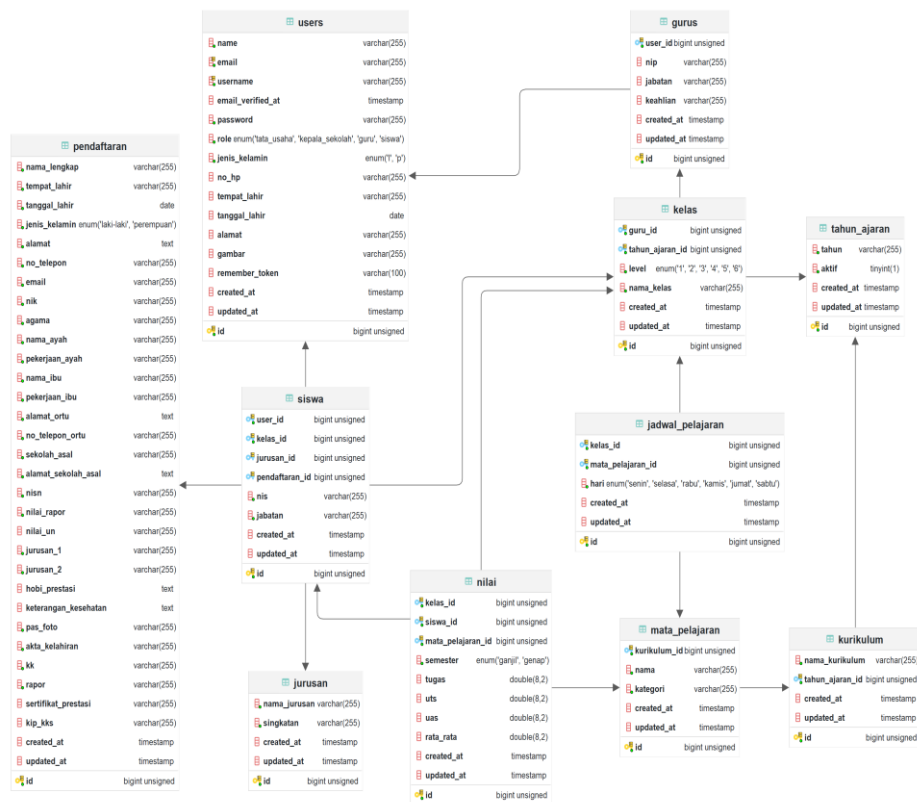 users
name varchar(255)
email varchar(255)
username varchar(255)
email_verified_at timestamp
password varchar(255)
role enum('tata_usaha', 'kepala_sekolah', 'guru', 'siswa')
jenis_kelamin enum('l', 'p')
no_hp varchar(255)
tempat_lahir varchar(255)
tanggal_lahir date
alamat varchar(255)
gambar varchar(255)
remember_token varchar(100)
created_at timestamp
updated_at timestamp
id bigint unsigned
gurus
user_id bigint unsigned
nip varchar(255)
jabatan varchar(255)
keahlian varchar(255)
created_at timestamp
updated_at timestamp
id bigint unsigned
pendaftaran
nama_lengkap varchar(255)
tempat_lahir varchar(255)
tanggal_lahir date
jenis_kelamin enum('laki-laki', 'perempuan')
alamat text
no_telepon varchar(255)
email varchar(255)
nik varchar(255)
agama varchar(255)
nama_ayah varchar(255)
pekerjaan_ayah varchar(255)
nama_ibu varchar(255)
pekerjaan_ibu varchar(255)
alamat_ortu text
no_telepon_ortu varchar(255)
sekolah_asal varchar(255)
alamat_sekolah_asal text
nisn varchar(255)
nilai_rapor varchar(255)
nilai_un varchar(255)
jurusan_1 varchar(255)
jurusan_2 varchar(255)
hobi_prestasi text
keterangan_kesehatan text
pas_foto varchar(255)
akta_kelahiran varchar(255)
kk varchar(255)
rapor varchar(255)
sertifikat_prestasi varchar(255)
kip_kks varchar(255)
created_at timestamp
updated_at timestamp
id bigint unsigned
kelas
guru_id bigint unsigned
tahun_ajaran_id bigint unsigned
level enum('1', '2', '3', '4', '5', '6')
nama_kelas varchar(255)
created_at timestamp
updated_at timestamp
id bigint unsigned
tahun_ajaran
tahun varchar(255)
aktif tinyint(1)
created_at timestamp
updated_at timestamp
id bigint unsigned
siswa
user_id bigint unsigned
kelas_id bigint unsigned
jurusan_id bigint unsigned
pendaftaran_id bigint unsigned
nis varchar(255)
jabatan varchar(255)
created_at timestamp
updated_at timestamp
id bigint unsigned
jadwal_pelajaran
kelas_id bigint unsigned
mata_pelajaran_id bigint unsigned
hari enum('senin', 'selasa', 'rabu', 'kamis', 'jumat', 'sabtu')
created_at timestamp
updated_at timestamp
id bigint unsigned
nilai
kelas_id bigint unsigned
siswa_id bigint unsigned
mata_pelajaran_id bigint unsigned
semester enum('ganjil', 'genap')
tugas double(8,2)
uts double(8,2)
uas double(8,2)
rata_rata double(8,2)
created_at timestamp
updated_at timestamp
id bigint unsigned
mata_pelajaran
kurikulum_id bigint unsigned
nama varchar(255)
kategori varchar(255)
created_at timestamp
updated_at timestamp
id bigint unsigned
kurikulum
nama_kurikulum varchar(255)
tahun_ajaran_id bigint unsigned
created_at timestamp
updated_at timestamp
id bigint unsigned
jurusan
nama_jurusan varchar(255)
singkatan varchar(255)
created_at timestamp
updated_at timestamp
id bigint unsigned